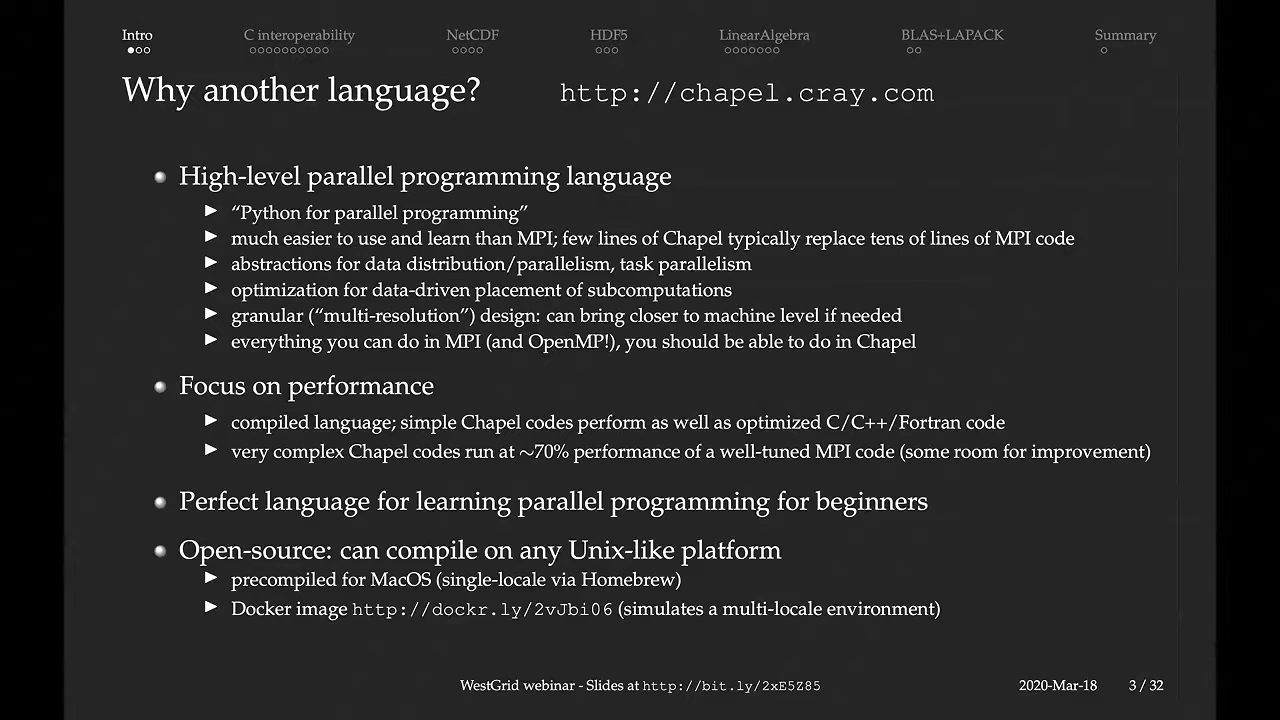 Intro C interoperability NetCDF HDF5 LinearAlgebra BLAS+LAPACK Summary
Why another language? http://chapel.cray.com
High-level parallel programming language
“Python for parallel programming”
much easier to use and learn than MPI; few lines of Chapel typically replace tens of lines of MPI code
abstractions for data distribution/parallelism, task parallelism
optimization for data-driven placement of subcomputations
granular (“multi-resolution”) design: can bring closer to machine level if needed
everything you can do in MPI (and OpenMP!), you should be able to do in Chapel
Focus on performance
compiled language; simple Chapel codes perform as well as optimized C/C++/Fortran code
very complex Chapel codes run at ~70% performance of a well-tuned MPI code (some room for improvement)
Perfect language for learning parallel programming for beginners
Open-source: can compile on any Unix-like platform
precompiled for MacOS (single-locale via Homebrew)
Docker image http://dockr.ly/2vJbi06 (simulates a multi-locale environment)
WestGrid webinar - Slides at http://bit.ly/2xE5Z85 2020-Mar-18 3 / 32